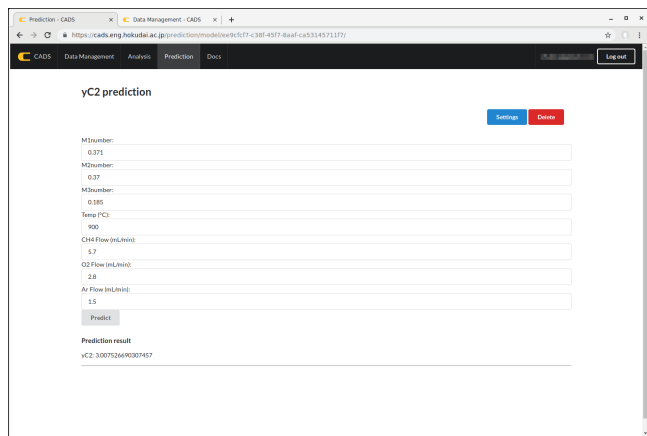 Prediction - CADS
Data Management - CADS
https://cads.eng.hokudai.ac.jp/prediction/model/ee9cfcf7-c38f-45f7-8aaf-ca53145711f7/
CADS Data Management Analysis Prediction Docs Log out
yC2 prediction
Settings Delete
M1number:
0.371
M2number:
0.37
M3number:
0.185
Temp (°C):
900
CH4 Flow (mL/min):
5.7
O2 Flow (mL/min):
2.8
Ar Flow (mL/min):
1.5
Predict
Prediction result
yC2: 3.007526690307457